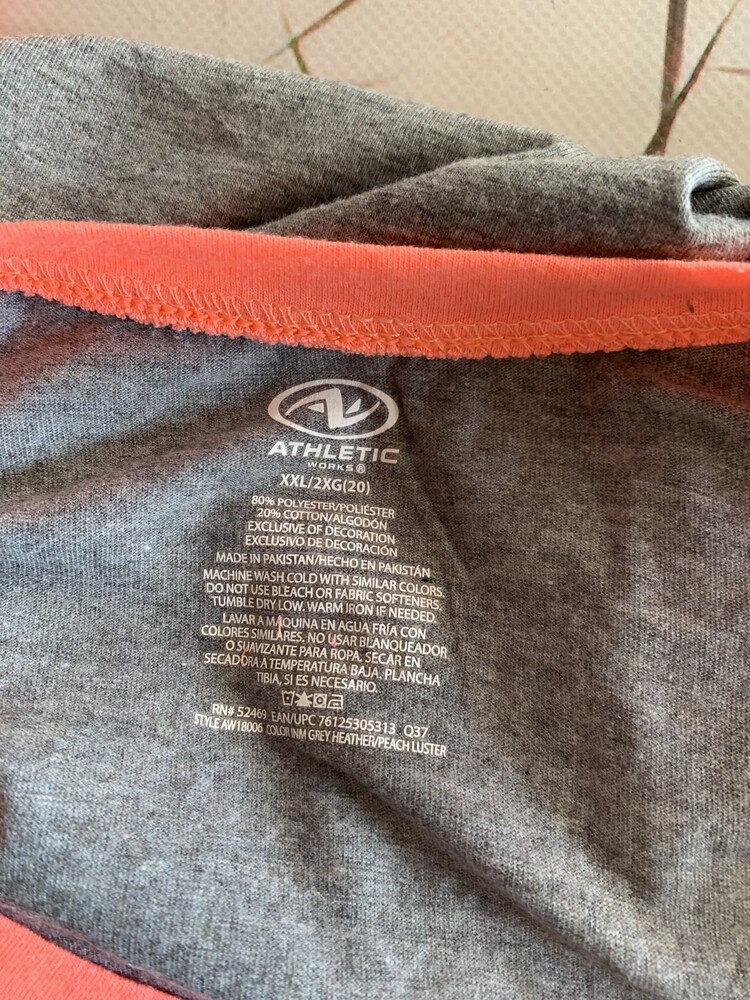 ATHLETIC
WORKS®
XXL/2XG(20)
80% POLYESTER/POLIÉSTER
20% COTTON/ALGODÓN
EXCLUSIVE OF DECORATION
EXCLUSIVO DE DECORACIÓN
MADE IN PAKISTAN/HECHO EN PAKISTÁN
MACHINE WASH COLD WITH SIMILAR COLORS.
DO NOT USE BLEACH OR FABRIC SOFTENERS.
TUMBLE DRY LOW. WARM IRON IF NEEDED.
LAVAR A MÁQUINA EN AGUA FRÍA CON
COLORES SIMILARES. NO USAR BLANQUEADOR
O SUAVIZANTE PARA ROPA. SECAR EN
SECADORA A TEMPERATURA BAJA. PLANCHA
TIBIA, SI ES NECESARIO.
RN# 52469 EAN/UPC 76125305313 Q37
STYLE AW18006 COLOR INM GREY HEATHER/PEACH LUSTER